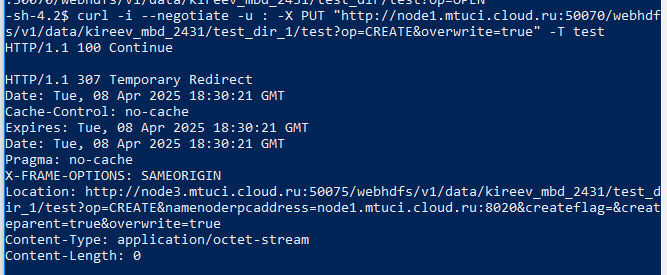 :50070/webhdfs/v1/data/kireev_mbd_2431/test_dir/test?op=OPEN
-sh-4.2$ curl -i --negotiate -u : -X PUT "http://node1.mtuci.cloud.ru:50070/webhdf
s/v1/data/kireev_mbd_2431/test_dir_1/test?op=CREATE&overwrite=true" -T test
HTTP/1.1 100 Continue

HTTP/1.1 307 Temporary Redirect
Date: Tue, 08 Apr 2025 18:30:21 GMT
Cache-Control: no-cache
Expires: Tue, 08 Apr 2025 18:30:21 GMT
Date: Tue, 08 Apr 2025 18:30:21 GMT
Pragma: no-cache
X-FRAME-OPTIONS: SAMEORIGIN
Location: http://node3.mtuci.cloud.ru:50075/webhdfs/v1/data/kireev_mbd_2431/test_d
ir_1/test?op=CREATE&namenoderpcaddress=node1.mtuci.cloud.ru:8020&createflag=&creat
eparent=true&overwrite=true
Content-Type: application/octet-stream
Content-Length: 0